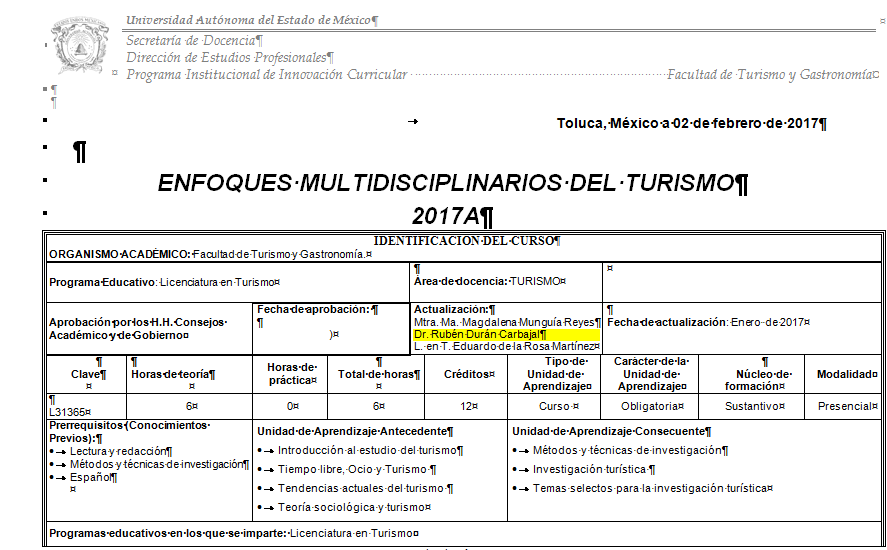 Universidad Autónoma del Estado de México¶
Secretaría de Docencia¶
Dirección de Estudios Profesionales¶
Programa Institucional de Innovación Curricular Facultad de Turismo y Gastronomía¤
¶
¶
→ Toluca, México a 02 de febrero de 2017¶
¶
ENFOQUES MULTIDISCIPLINARIOS DEL TURISMO¶
2017A¶
IDENTIFICACION DEL CURSO¶
ORGANISMO ACADÉMICO: Facultad de Turismo y Gastronomía.¤
Programa Educativo: Licenciatura en Turismo¤
¶
Área de docencia: TURISMO¤
¤
Aprobación por los H.H. Consejos
Académico y de Gobierno¤
Fecha de aprobación: ¶
¶
)¤
Actualización:¶
Mtra. Ma. Magdalena Munguía Reyes¶
Dr. Rubén Durán Carbajal¶
L. en T. Eduardo de la Rosa Martínez¤
¶
Fecha de actualización: Enero- de 2017¤
¶
Clave¶
¤
¶
Horas de teoría¶
¤
Horas de
práctica¤
¶
Total de horas¶
¤
Créditos¤
Tipo de
Unidad de
Aprendizaje¤
Carácter de la
Unidad de
Aprendizaje¤
¶
Núcleo de
formación¤
Modalidad¤
¶
L31365¤
6¤
0¤
6¤
12¤
Curso ¤
Obligatoria¤
Sustantivo¤
Presencial¤
Prerrequisitos (Conocimientos
Previos):¶
•→ Lectura y redacción¶
•→ Métodos y técnicas de investigación¶
•→ Español¶
¤
Unidad de Aprendizaje Antecedente¶
•→ Introducción al estudio del turismo¶
•→ Tiempo libre, Ocio y Turismo ¶
•→ Tendencias actuales del turismo ¶
•→ Teoría sociológica y turismo¤
Unidad de Aprendizaje Consecuente¶
•→ Métodos y técnicas de investigación¶
•→ Investigación turística ¶
•→ Temas selectos para la investigación turística¤
Programas educativos en los que se imparte: Licenciatura en Turismo¤